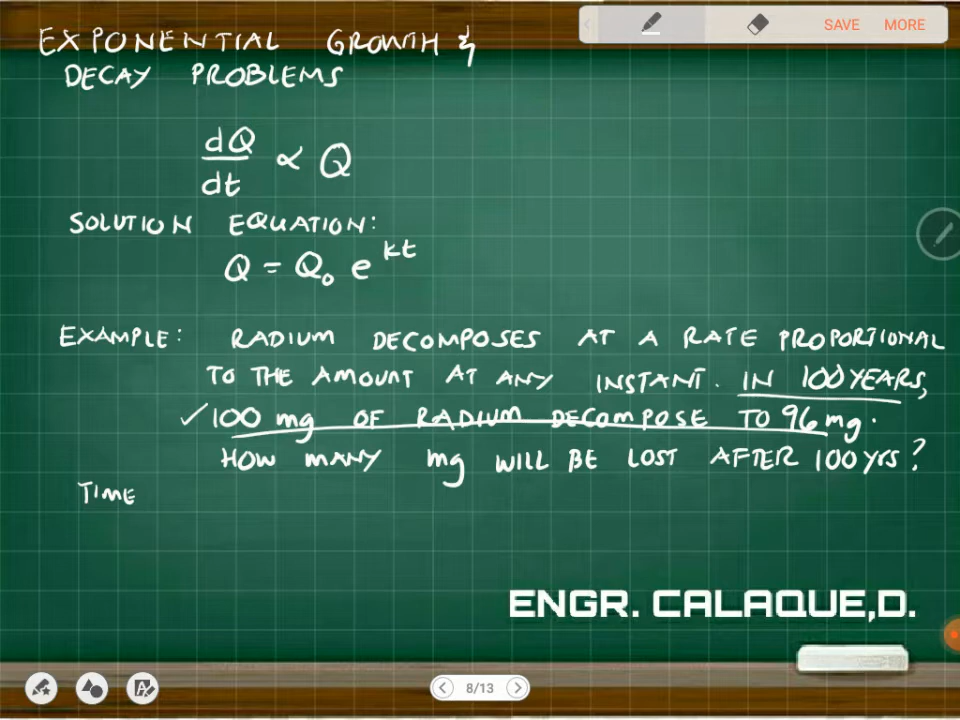 SAVE MORE
EXPONENTIAL GROWTH &
DECAY PROBLEMS
dQ/dt ∝ Q
SOLUTION EQUATION:
Q = Q₀ e^kt
EXAMPLE: RADIUM DECOMPOSES AT A RATE PROPORTIONAL
TO THE AMOUNT AT ANY INSTANT. IN 100 YEARS,
✓100 mg OF RADIUM DECOMPOSE TO 96 mg.
HOW MANY mg WILL BE LOST AFTER 100 yrs?
TIME
ENGR. CALAQUE,D.
8/13